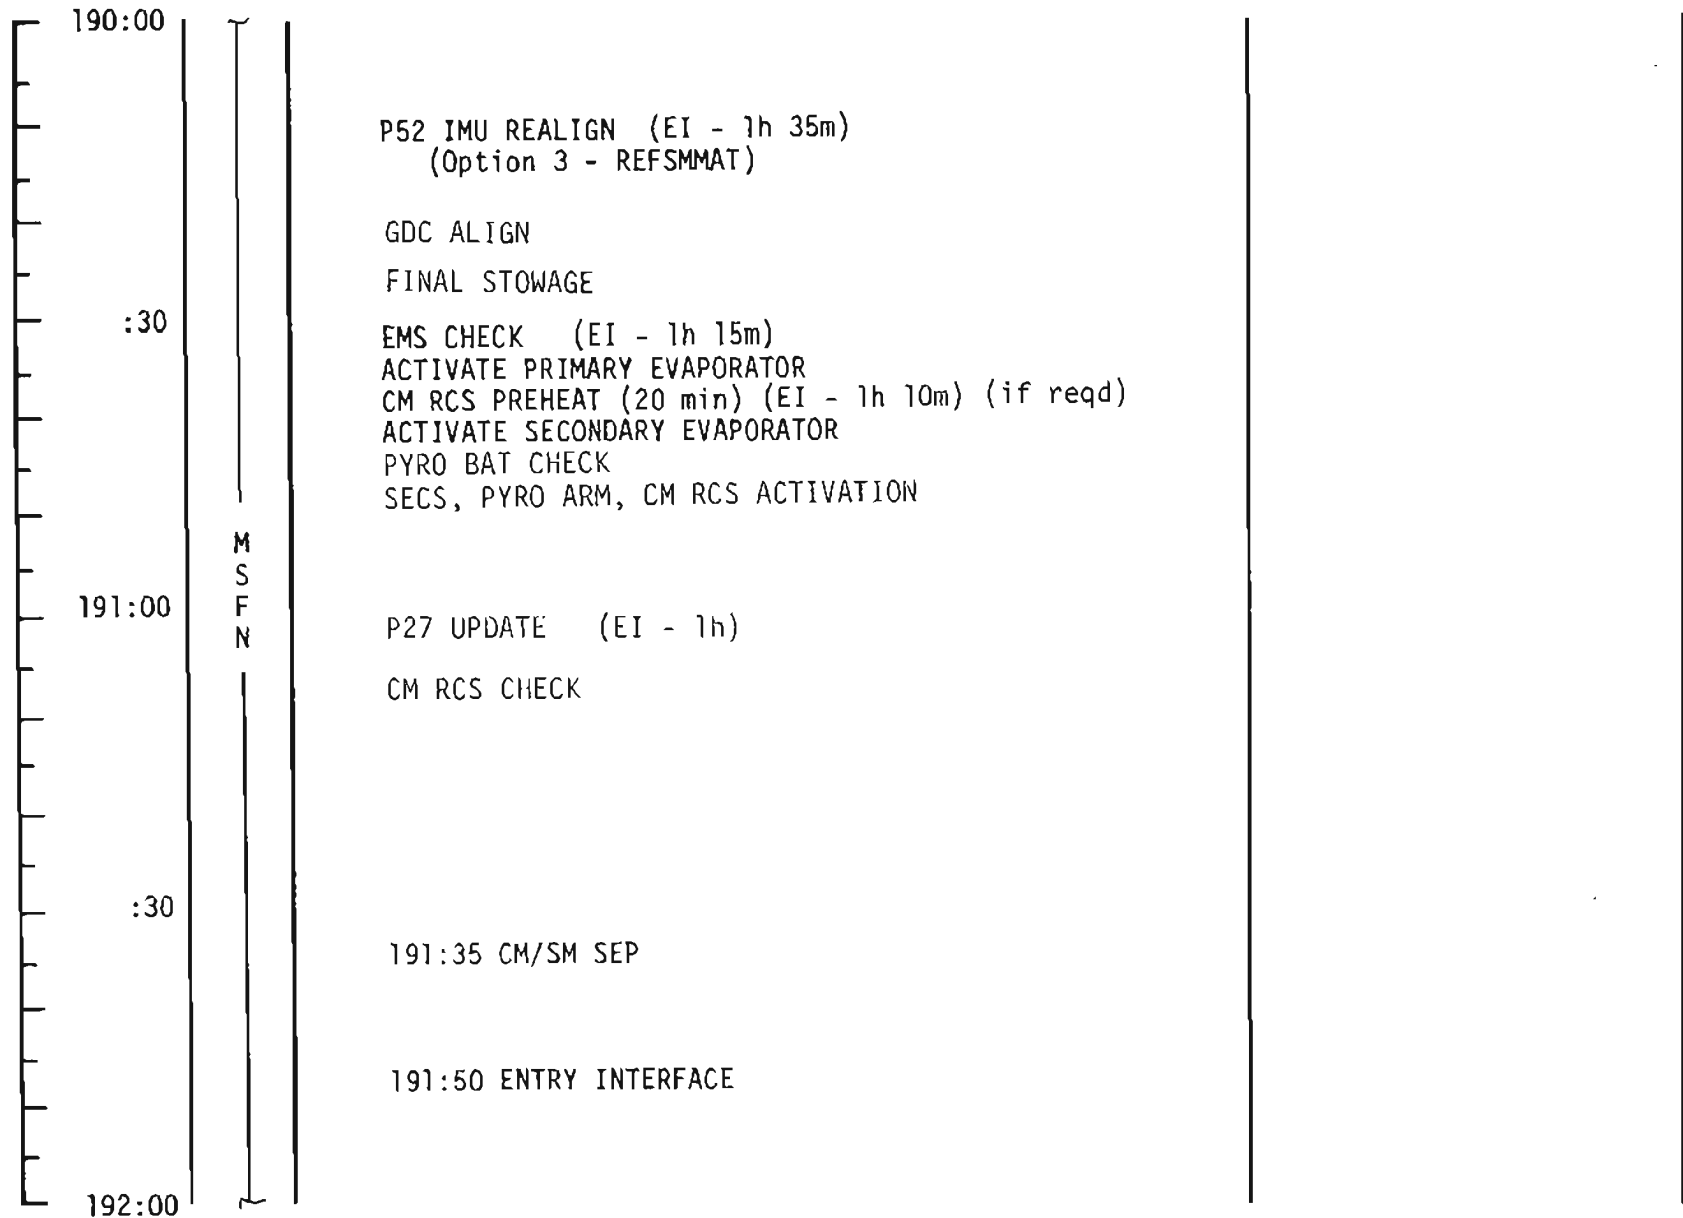 190:00
P52 IMU REALIGN (EI - 1h 35m)
(Option 3 - REFSMMAT)
GDC ALIGN
FINAL STOWAGE
:30
EMS CHECK (EI - 1h 15m)
ACTIVATE PRIMARY EVAPORATOR
CM RCS PREHEAT (20 min) (EI - 1h 10m) (if reqd)
ACTIVATE SECONDARY EVAPORATOR
PYRO BAT CHECK
SECS, PYRO ARM, CM RCS ACTIVATION
M
S
F
N
191:00
P27 UPDATE (EI - 1h)
CM RCS CHECK
:30
191:35 CM/SM SEP
191:50 ENTRY INTERFACE
192:00